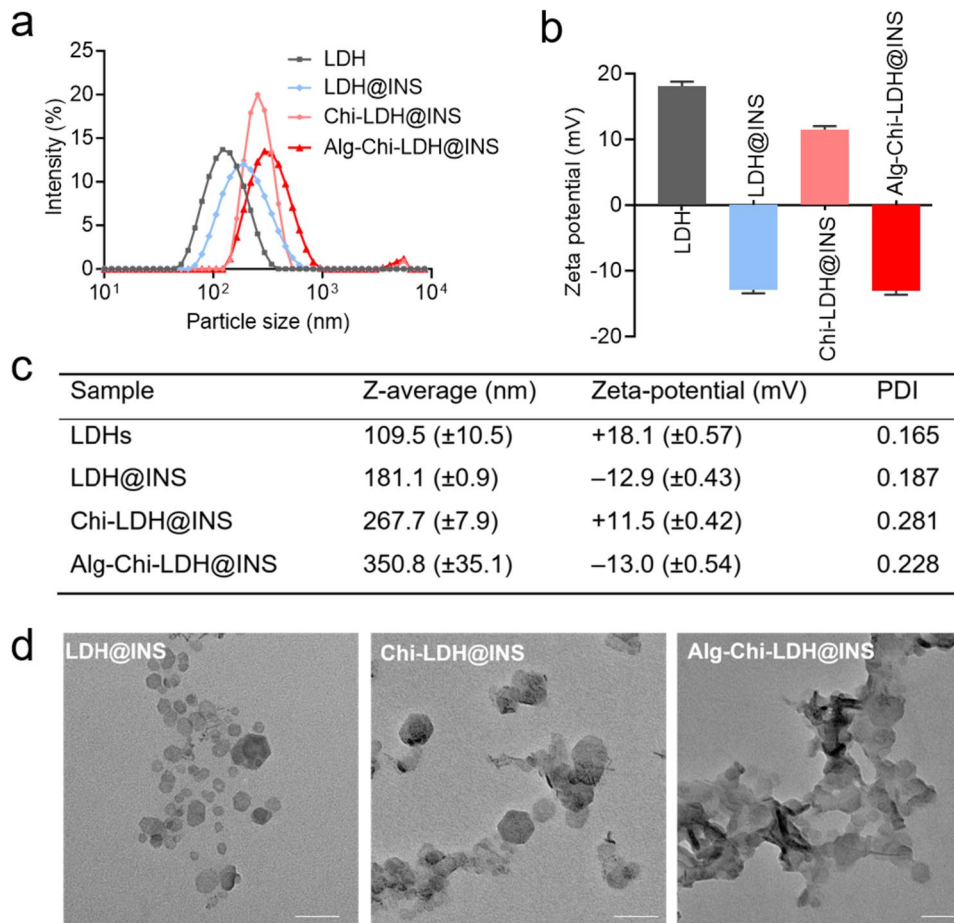 a
25
20
15
10
5
0
Intensity (%)
10¹ 10² 10³ 10⁴
Particle size (nm)
LDH
LDH@INS
Chi-LDH@INS
Alg-Chi-LDH@INS
b
20
10
0
-10
-20
Zeta potential (mV)
LDH
LDH@INS
Chi-LDH@INS
Alg-Chi-LDH@INS
c
Sample Z-average (nm) Zeta-potential (mV) PDI
LDHs 109.5 (±10.5) +18.1 (±0.57) 0.165
LDH@INS 181.1 (±0.9) –12.9 (±0.43) 0.187
Chi-LDH@INS 267.7 (±7.9) +11.5 (±0.42) 0.281
Alg-Chi-LDH@INS 350.8 (±35.1) –13.0 (±0.54) 0.228
d
LDH@INS Chi-LDH@INS Alg-Chi-LDH@INS